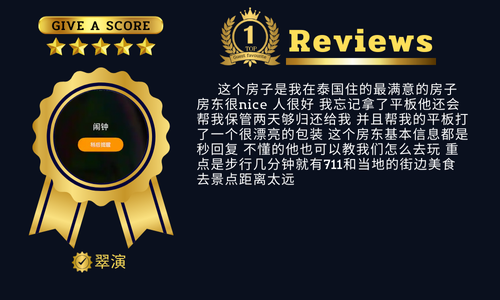 GIVE A SCORE
1
TOP
Reviews
闹钟
稍后提醒
这个房子是我在泰国住的最满意的房子
房东很nice 人很好 我忘记拿了平板他还会
帮我保管两天够归还给我 并且帮我的平板打
了一个很漂亮的包装 这个房东基本信息都是
秒回复 不懂的他也可以教我们怎么去玩 重
点是步行几分钟就有711和当地的街边美食
去景点距离太远
翠演